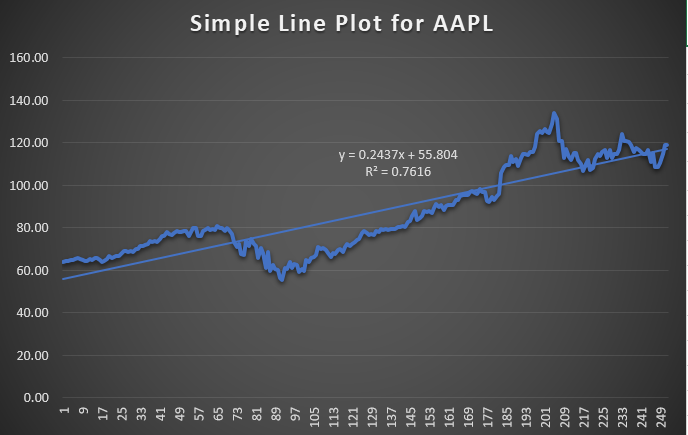 Simple Line Plot for AAPL
160.00
140.00
120.00
100.00
80.00
60.00
40.00
20.00
0.00
y = 0.2437x + 55.804
R² = 0.7616
1 9 17 25 33 41 49 57 65 73 81 89 97 105 113 121 129 137 145 153 161 169 177 185 193 201 209 217 225 233 241 249